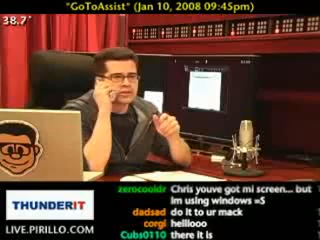 "GoToAssist" (Jan 10, 2008 09:45pm)
38.7°
zerocooldr Chris youve got mi screen... but
im using windows =S
dadsad do it to ur mack
corgi helllooo
Cubs0110 there it is
THUNDERIT
LIVE.PIRILLO.COM